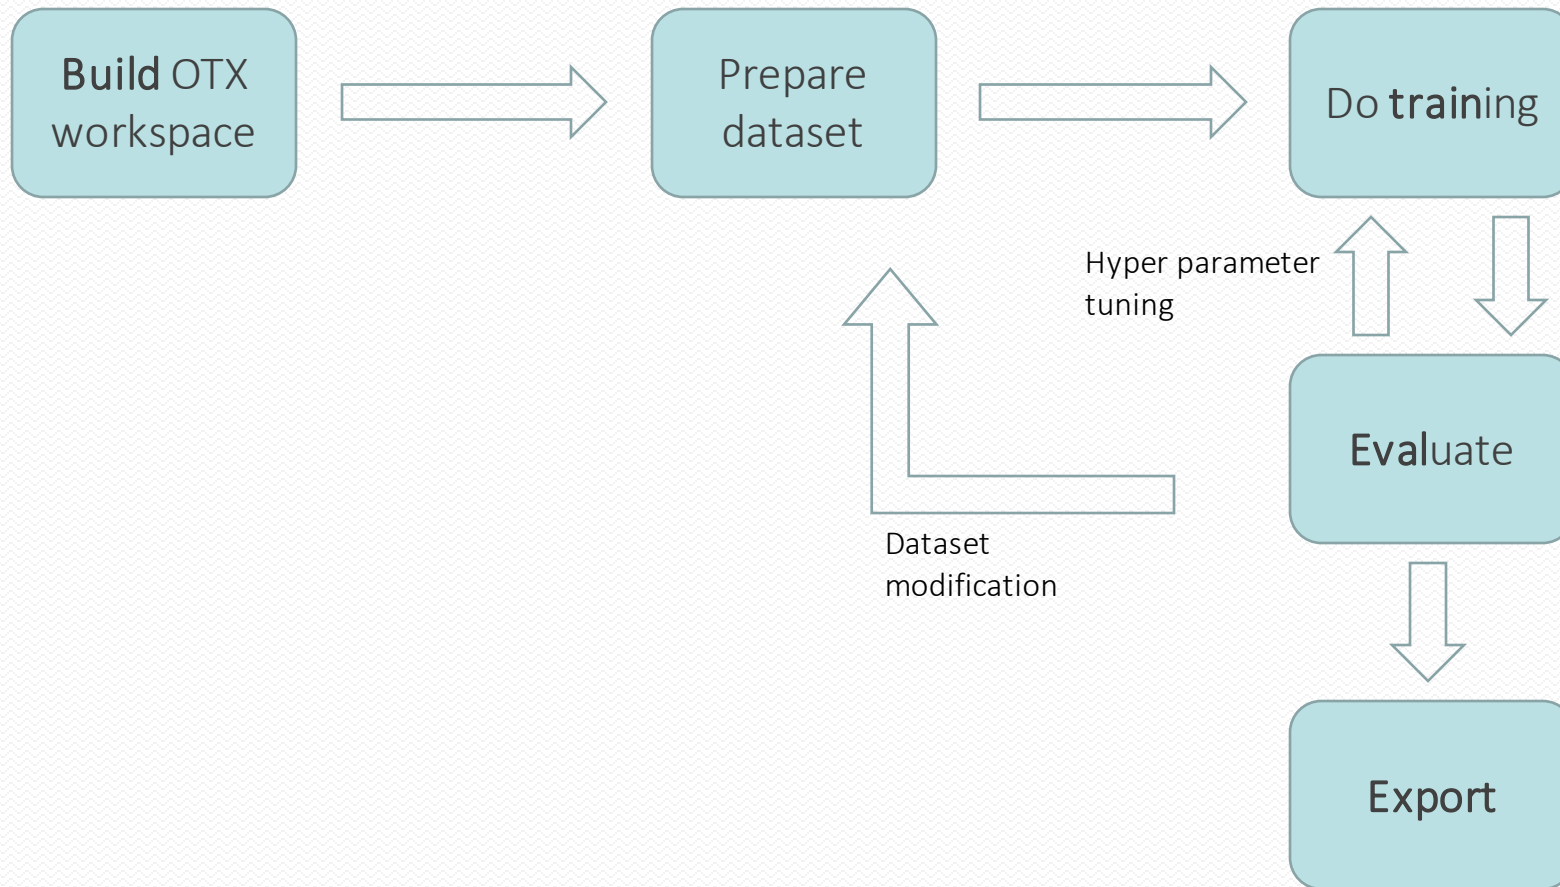 Build OTX
workspace
Prepare
dataset
Do training
Hyper parameter
tuning
Evaluate
Dataset
modification
Export